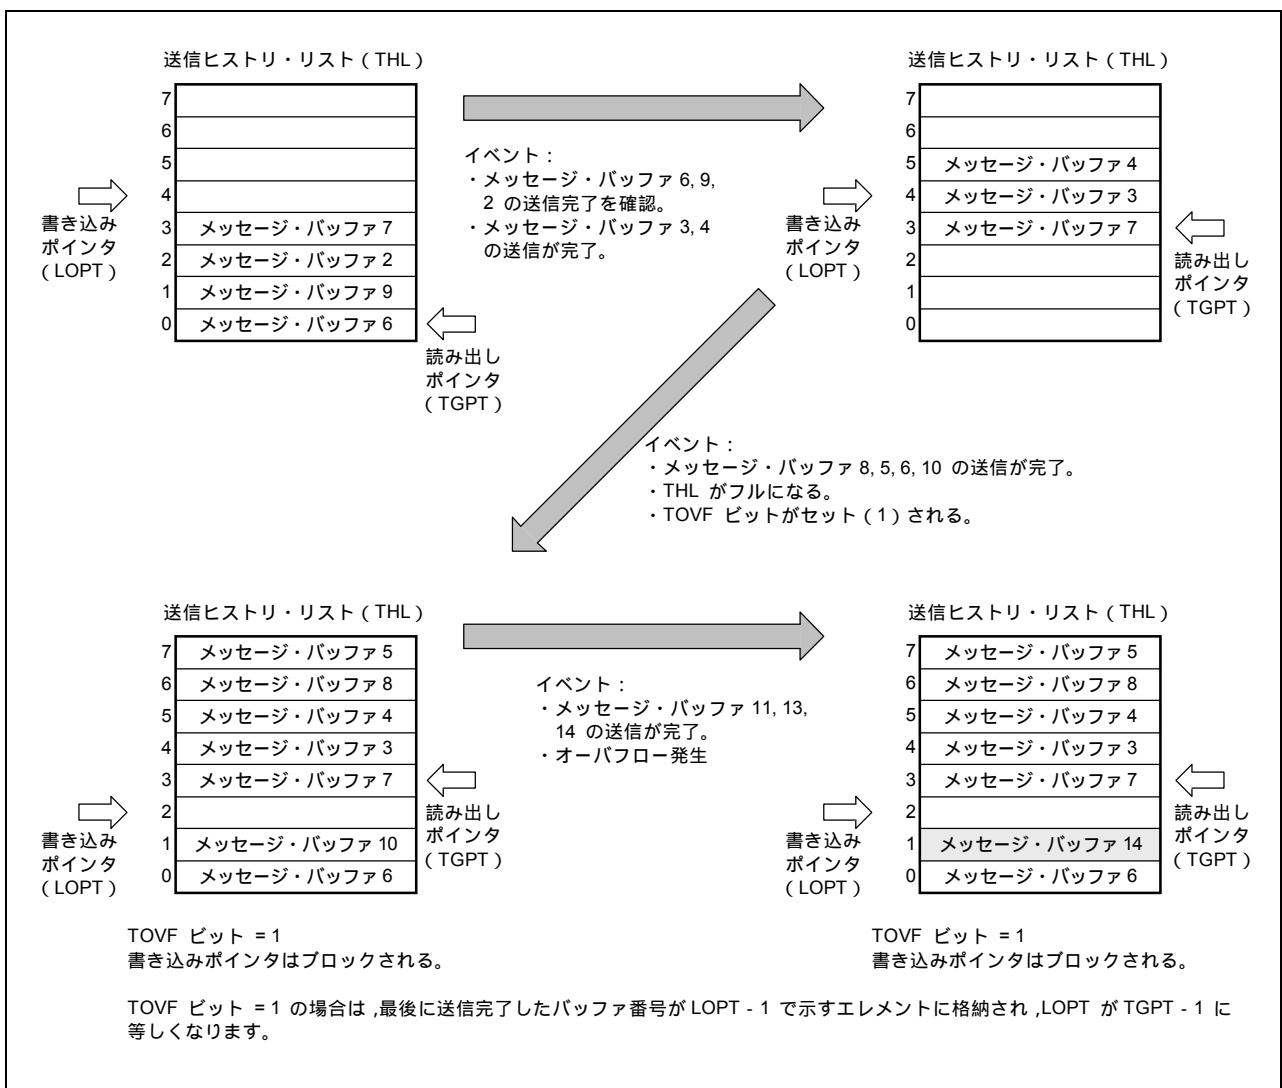 送信ヒストリ・リスト（THL）
7
6
5
4
3 メッセージ・バッファ 7
2 メッセージ・バッファ 2
1 メッセージ・バッファ 9
0 メッセージ・バッファ 6
書き込み
ポインタ
（LOPT）
読み出し
ポインタ
（TGPT）
イベント：
・メッセージ・バッファ 6, 9,
2 の送信完了を確認。
・メッセージ・バッファ 3, 4
の送信が完了。
送信ヒストリ・リスト（THL）
7
6
5 メッセージ・バッファ 4
4 メッセージ・バッファ 3
3 メッセージ・バッファ 7
2
1
0
書き込み
ポインタ
（LOPT）
読み出し
ポインタ
（TGPT）
イベント：
・メッセージ・バッファ 8, 5, 6, 10 の送信が完了。
・THL がフルになる。
・TOVF ビットがセット（1）される。
送信ヒストリ・リスト（THL）
7 メッセージ・バッファ 5
6 メッセージ・バッファ 8
5 メッセージ・バッファ 4
4 メッセージ・バッファ 3
3 メッセージ・バッファ 7
2
1 メッセージ・バッファ 10
0 メッセージ・バッファ 6
書き込み
ポインタ
（LOPT）
読み出し
ポインタ
（TGPT）
イベント：
・メッセージ・バッファ 11, 13,
14 の送信が完了。
・オーバフロー発生
送信ヒストリ・リスト（THL）
7 メッセージ・バッファ 5
6 メッセージ・バッファ 8
5 メッセージ・バッファ 4
4 メッセージ・バッファ 3
3 メッセージ・バッファ 7
2
1 メッセージ・バッファ 14
0 メッセージ・バッファ 6
書き込み
ポインタ
（LOPT）
読み出し
ポインタ
（TGPT）
TOVF ビット = 1
書き込みポインタはブロックされる。
TOVF ビット = 1
書き込みポインタはブロックされる。
TOVF ビット = 1 の場合は,最後に送信完了したバッファ番号が LOPT - 1 で示すエレメントに格納され,LOPT が TGPT - 1 に
等しくなります。